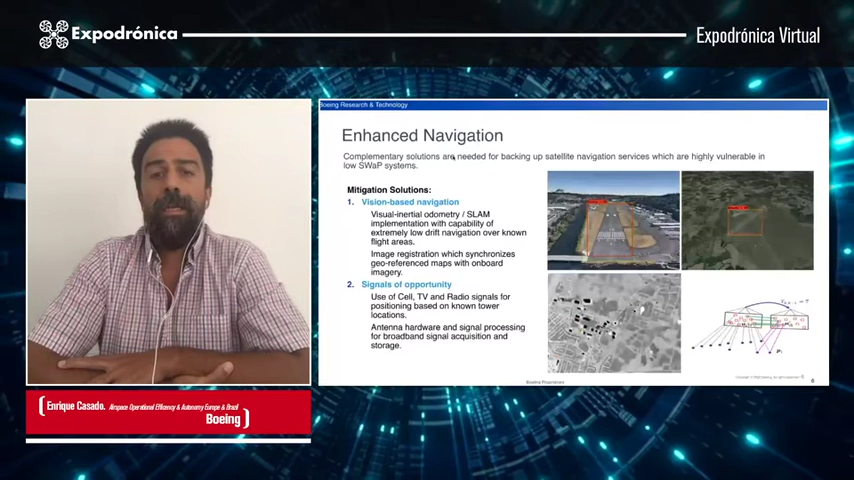 Expodrónica
Expodrónica Virtual
Boeing Research & Technology
Enhanced Navigation
Complementary solutions are needed for backing up satellite navigation services which are highly vulnerable in
low SWaP systems.
Mitigation Solutions:
1. Vision-based navigation
Visual-inertial odometry / SLAM
implementation with capability of
extremely low drift navigation over known
flight areas.
Image registration which synchronizes
geo-referenced maps with onboard
imagery.
2. Signals of opportunity
Use of Cell, TV and Radio signals for
positioning based on known tower
locations.
Antenna hardware and signal processing
for broadband signal acquisition and
storage.
Boeing Proprietary
6
Enrique Casado. Airspace Operational Efficiency & Autonomy Europe & Brazil
Boeing